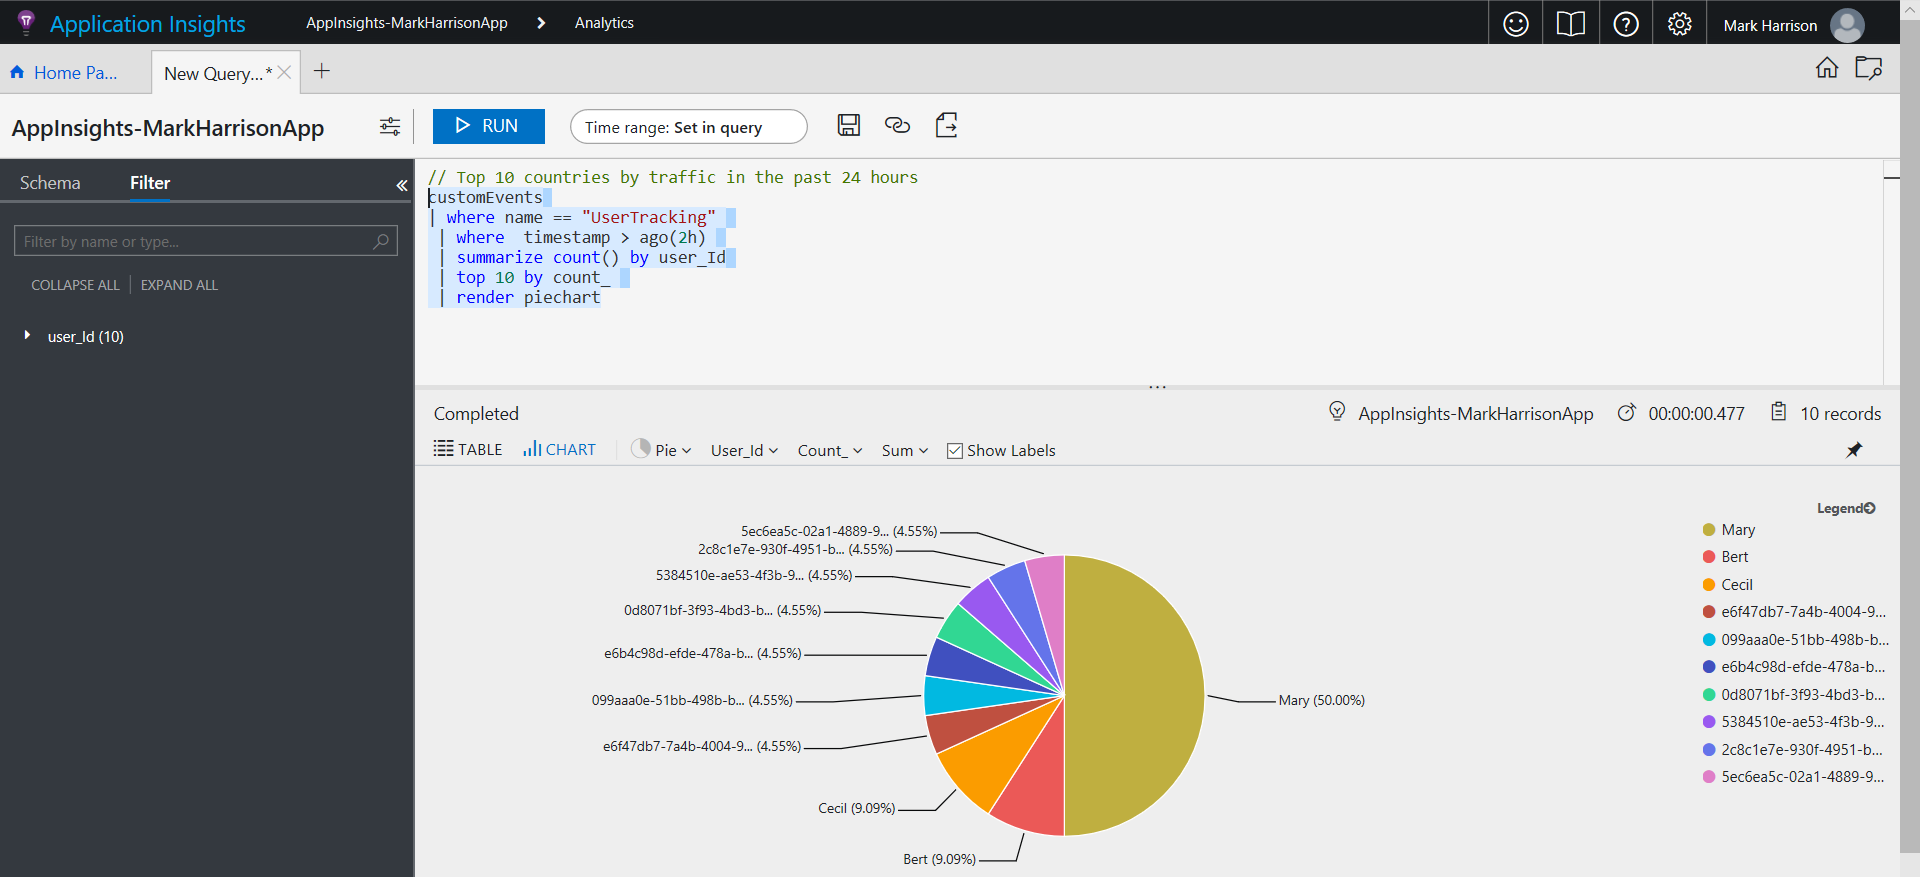 Application Insights
AppInsights-MarkHarrisonApp
Analytics
Mark Harrison
Home Pa...
New Query...*
AppInsights-MarkHarrisonApp
RUN
Time range: Set in query
Schema
Filter
Filter by name or type...
COLLAPSE ALL
EXPAND ALL
user_Id (10)
// Top 10 countries by traffic in the past 24 hours
customEvents
| where name == "UserTracking"
| where  timestamp > ago(2h)
| summarize count() by user_Id
| top 10 by count_
| render piechart
...
Completed
AppInsights-MarkHarrisonApp
00:00:00.477
10 records
TABLE
CHART
Pie
User_Id
Count_
Sum
Show Labels
5ec6ea5c-02a1-4889-9... (4.55%)
2c8c1e7e-930f-4951-b... (4.55%)
5384510e-ae53-4f3b-9... (4.55%)
0d8071bf-3f93-4bd3-b... (4.55%)
e6b4c98d-efde-478a-b... (4.55%)
099aaa0e-51bb-498b-b... (4.55%)
e6f47db7-7a4b-4004-9... (4.55%)
Cecil (9.09%)
Bert (9.09%)
Mary (50.00%)
Legend
Mary
Bert
Cecil
e6f47db7-7a4b-4004-9...
099aaa0e-51bb-498b-b...
e6b4c98d-efde-478a-b...
0d8071bf-3f93-4bd3-b...
5384510e-ae53-4f3b-9...
2c8c1e7e-930f-4951-b...
5ec6ea5c-02a1-4889-9...